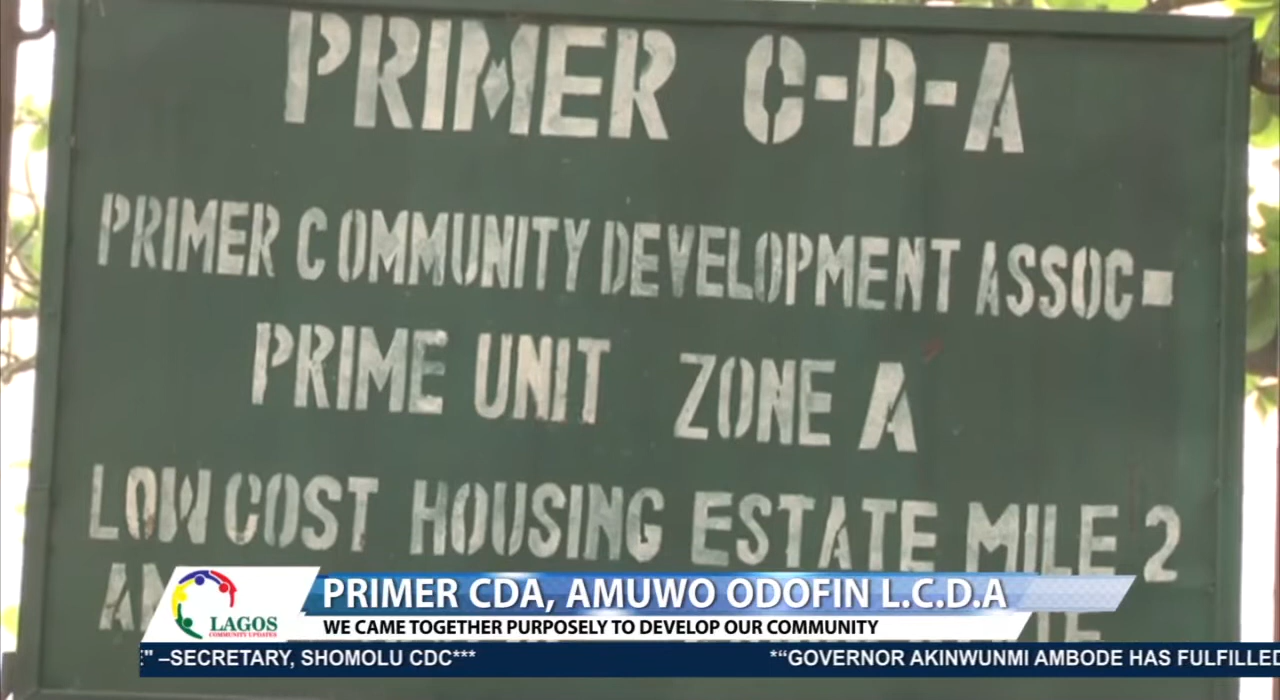 PRIMER C-D-A
PRIMER COMMUNITY DEVELOPMENT ASSOC-
PRIME UNIT ZONE A
LOW COST HOUSING ESTATE MILE 2
LAGOS
COMMUNITY UPDATES
PRIMER CDA, AMUWO ODOFIN L.C.D.A
WE CAME TOGETHER PURPOSELY TO DEVELOP OUR COMMUNITY
" –SECRETARY, SHOMOLU CDC*** *“GOVERNOR AKINWUNMI AMBODE HAS FULFILLED